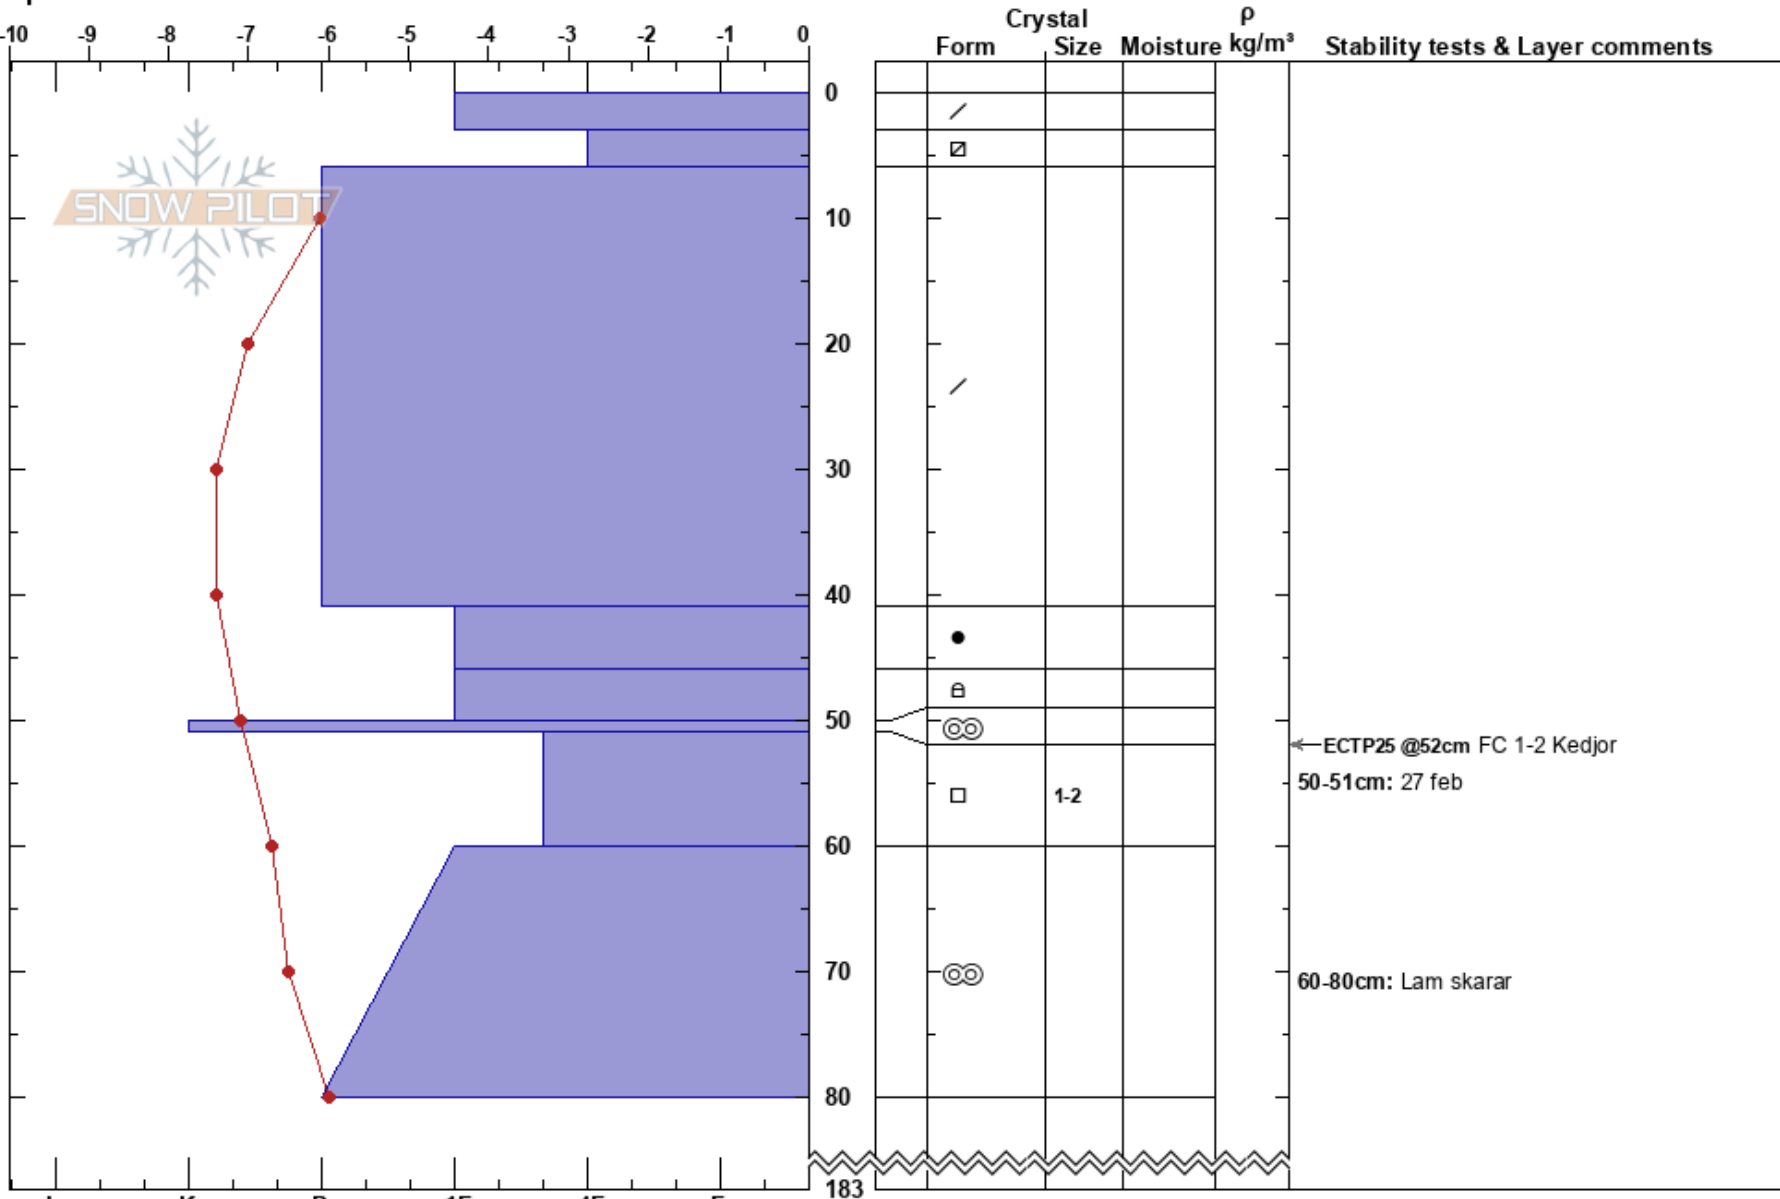 Crystal ρ
-10 -9 -8 -7 -6 -5 -4 -3 -2 -1 0
Form Size Moisture kg/m³ Stability tests & Layer comments
0
SNOW PILOT
10
20
30
40
50
ECTP25 @52cm FC 1-2 Kedjor
50-51cm: 27 feb
1-2
60
70
60-80cm: Lam skarar
80
183